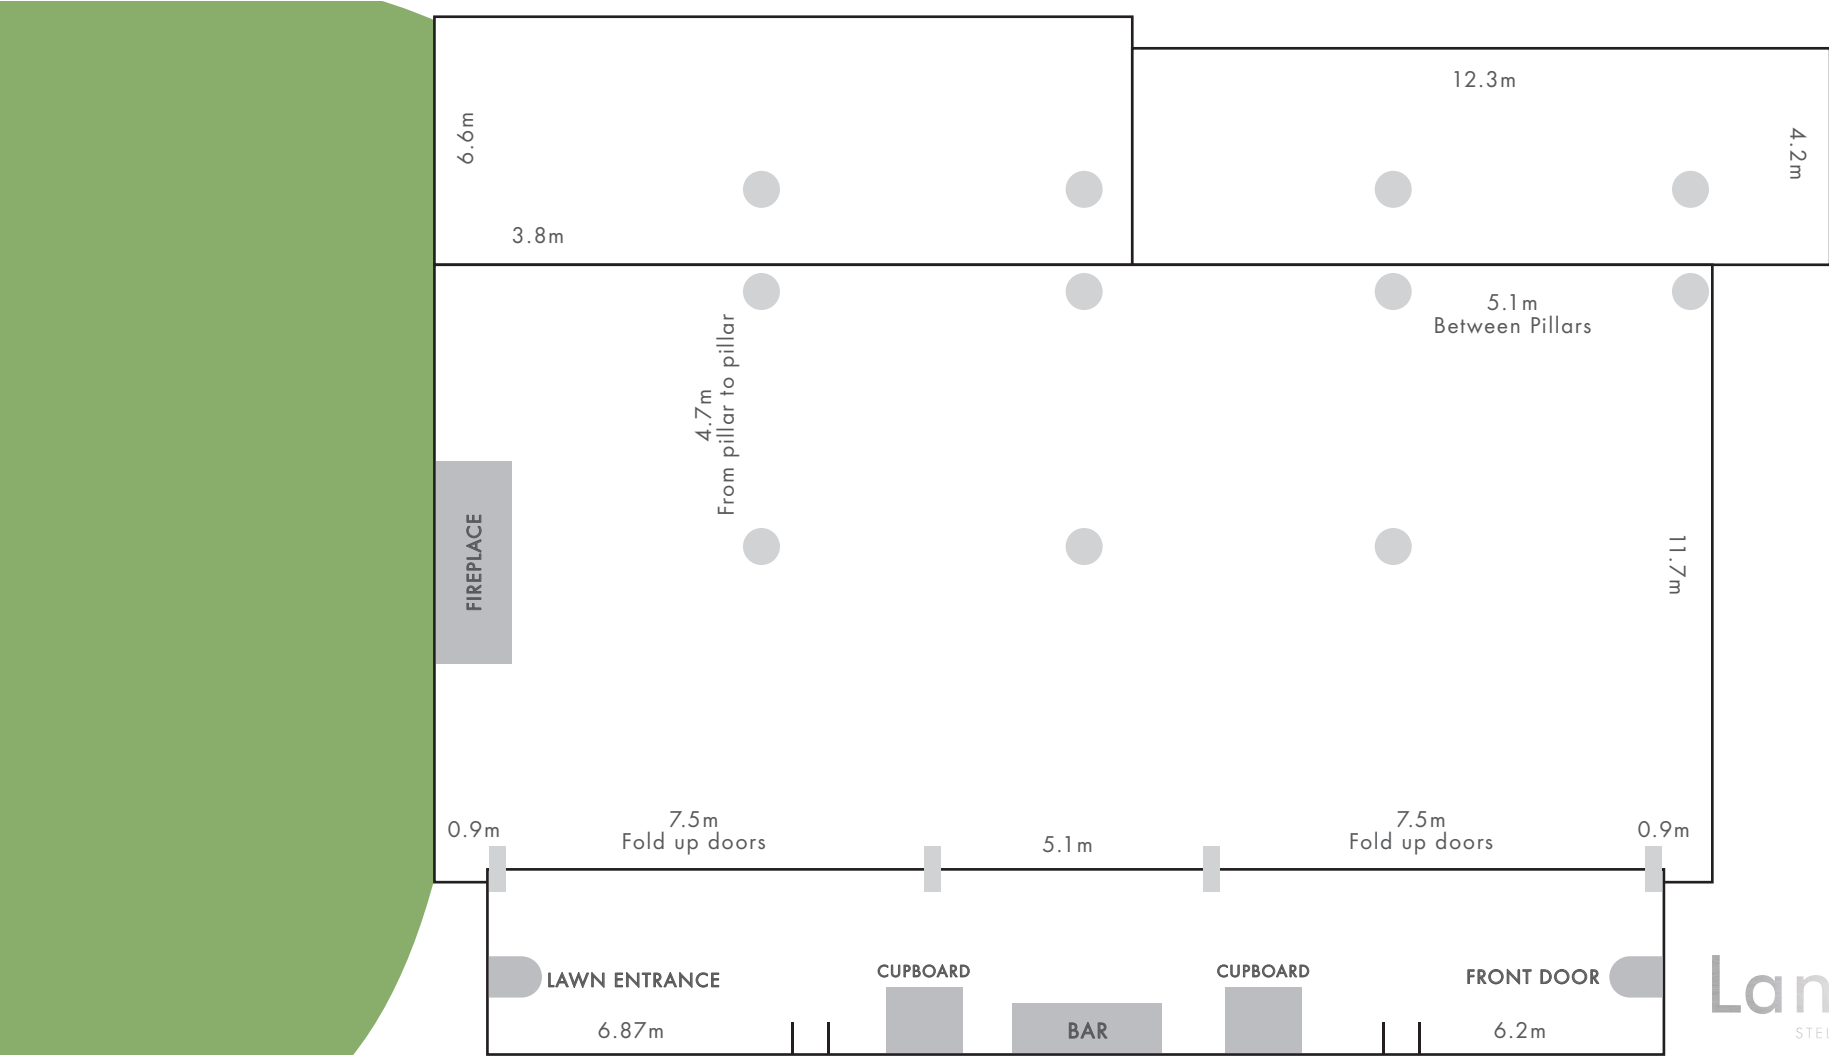 12.3m
6.6m
4.2m
3.8m
5.1m
Between Pillars
4.7m
From pillar to pillar
FIREPLACE
11.7m
7.5m
Fold up doors
7.5m
Fold up doors
0.9m
5.1m
0.9m
CUPBOARD
CUPBOARD
LAWN ENTRANCE
FRONT DOOR
Lan
6.87m
BAR
6.2m
STEL